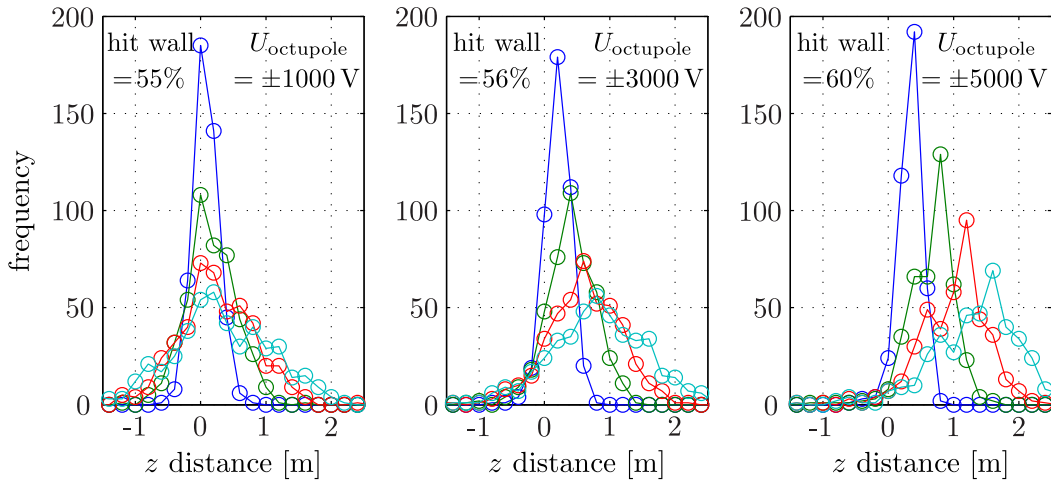 200
150
100
50
0
frequency
hit wall
= 55%
U_octupole
= ±1000 V
-1 0 1 2
z distance [m]
200
150
100
50
0
hit wall
= 56%
U_octupole
= ±3000 V
-1 0 1 2
z distance [m]
200
150
100
50
0
hit wall
= 60%
U_octupole
= ±5000 V
-1 0 1 2
z distance [m]